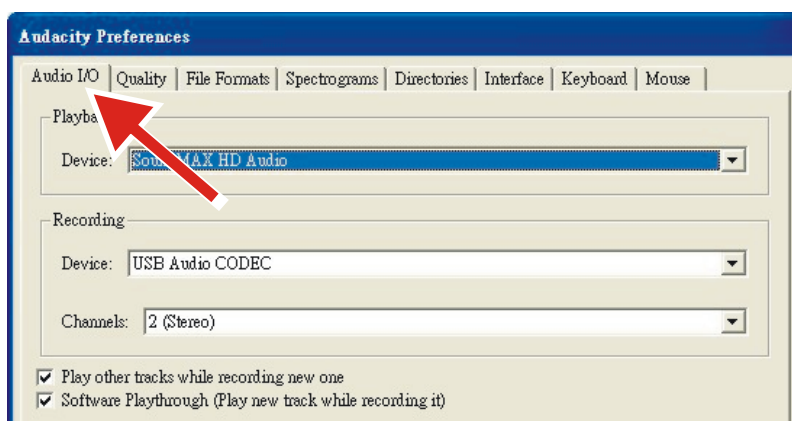 Audacity Preferences
Audio I/O Quality File Formats Spectrograms Directories Interface Keyboard Mouse
Device: HD Audio
Recording
Device: USB Audio CODEC
Channels: 2 (Stereo)
Play other tracks while recording new one
Software Playthrough (Play new track while recording it)